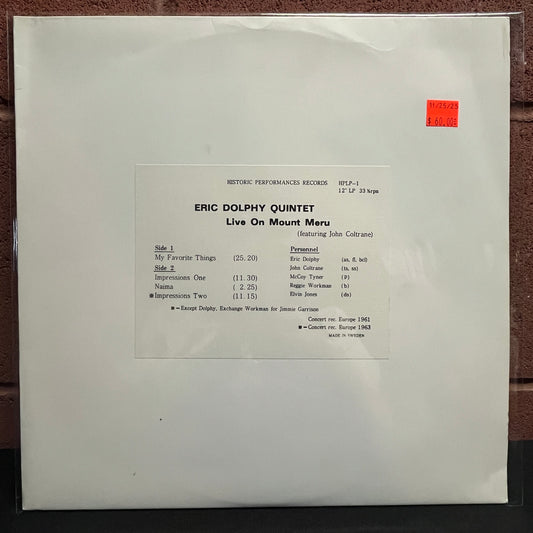 11/25/25
$ 60.00
HISTORIC PERFORMANCES RECORDS HPLP-1
12" LP 33⅓rpm
ERIC DOLPHY QUINTET
Live On Mount Meru
(featuring John Coltrane)
Side 1
My Favorite Things (25.20)
Side 2
Impressions One (11.30)
Naima ( 2.25)
※Impressions Two (11.15)
Personnel
Eric Dolphy (as, fl, bcl)
John Coltrane (ts, ss)
McCoy Tyner (p)
Reggie Workman (b)
Elvin Jones (ds)
※=Except Dolphy, Exchange Workman for Jimmie Garrison
Concert rec. Europe 1961
※=Concert rec. Europe 1963
MADE IN SWEDEN